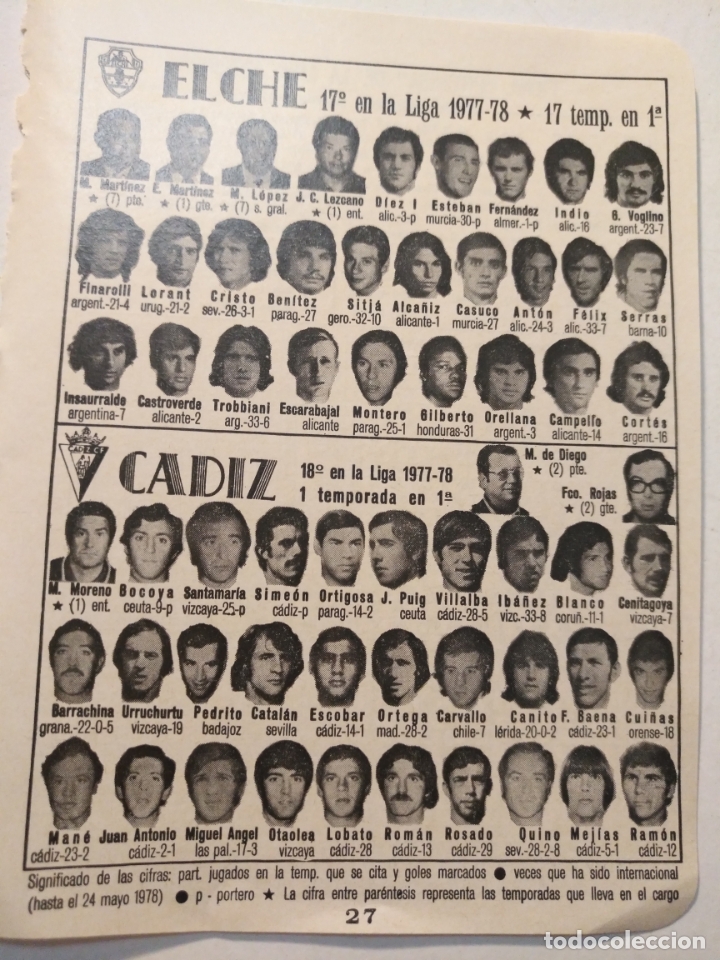 ELCHE 17º en la Liga 1977-78 ★ 17 temp. en 1ª
M. Martínez E. Martínez M. López J. C. Lezcano Díez I Esteban Fernández Indio G. Voglino
★ (7) pte. ★ (1) gte. ★ (7) s. gral. ★ (1) ent. alic.-3-p murcia-30-p almer.-1-p alic.-16 argent.-23-7
Finarolli Lorant Cristo Benítez Sitjá Alcañiz Casuco Antón Félix Serras
argent.-21-4 urug.-21-2 sev.-26-3-1 parag.-27 gero.-32-10 alicante-1 murcia-27 alic.-24-3 alic.-33-7 barna-10
Insaurralde Castroverde Trobbiani Escarabajal Montero Gilberto Orellana Campello Cortés
argentina-7 alicante-2 arg.-33-6 alicante parag.-25-1 honduras-31 argent.-3 alicante-14 argent.-16
CADIZ C.F.
CADIZ 18º en la Liga 1977-78
1 temporada en 1ª
M. de Diego
★ (2) pte.
Fco. Rojas
★ (2) gte.
M. Moreno Bocoya Santamaría Simeón Ortigosa J. Puig Villalba Ibáñez Blanco Cenitagoya
★ (1) ent. ceuta-9-p vizcaya-25-p cádiz-p parag.-14-2 ceuta cádiz-28-5 vizc.-33-8 coruñ.-11-1 vizcaya-7
Barrachina Urruchurtu Pedrito Catalán Escobar Ortega Carvallo Canito F. Baena Cuiñas
grana.-22-0-5 vizcaya-19 badajoz sevilla cádiz-14-1 mad.-28-2 chile-7 lérida-20-0-2 cádiz-23-1 orense-18
Mané Juan Antonio Miguel Angel Otaolea Lobato Román Rosado Quino Mejías Ramón
cádiz-23-2 cádiz-2-1 las pal.-17-3 vizcaya cádiz-28 cádiz-13 cádiz-29 sev.-28-2-8 cádiz-5-1 cádiz-12
Significado de las cifras: part. jugados en la temp. que se cita y goles marcados ● veces que ha sido internacional
(hasta el 24 mayo 1978) ● p - portero ★ La cifra entre paréntesis representa las temporadas que lleva en el cargo
27
todocoleccion
todocoleccion.net